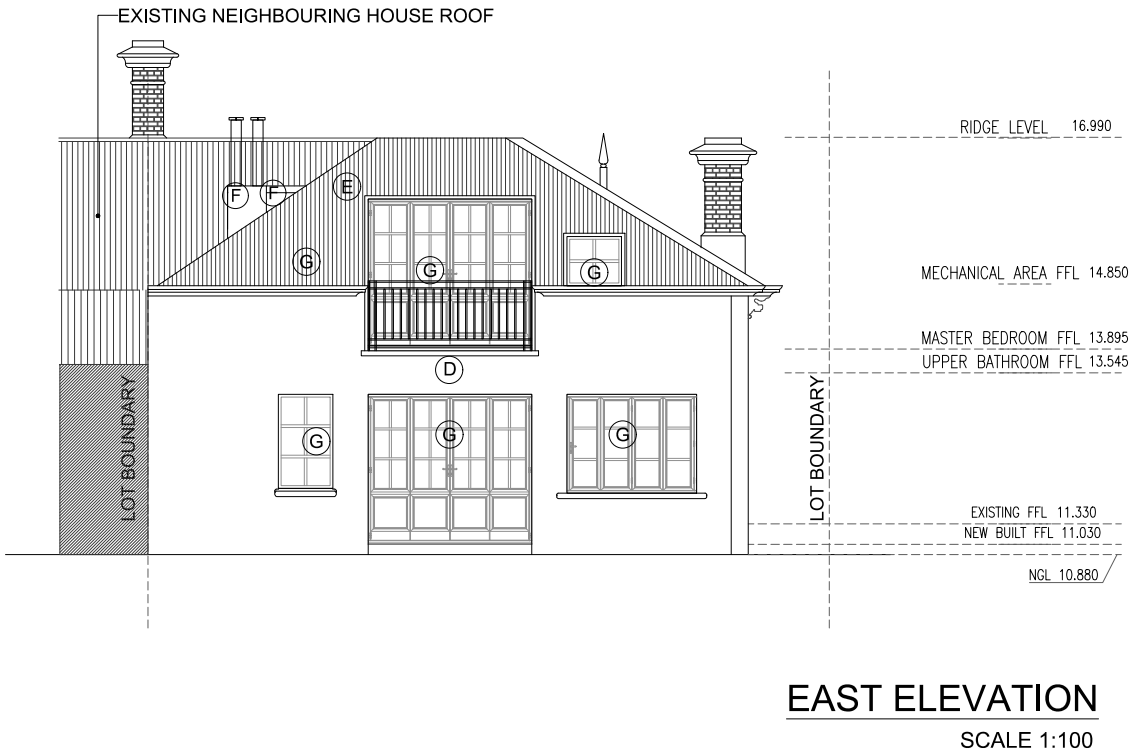 EXISTING NEIGHBOURING HOUSE ROOF
RIDGE LEVEL 16.990
F F E
G G G
MECHANICAL AREA FFL 14.850
MASTER BEDROOM FFL 13.895
UPPER BATHROOM FFL 13.545
D
LOT BOUNDARY
G G G
LOT BOUNDARY
EXISTING FFL 11.330
NEW BUILT FFL 11.030
NGL 10.880
EAST ELEVATION
SCALE 1:100